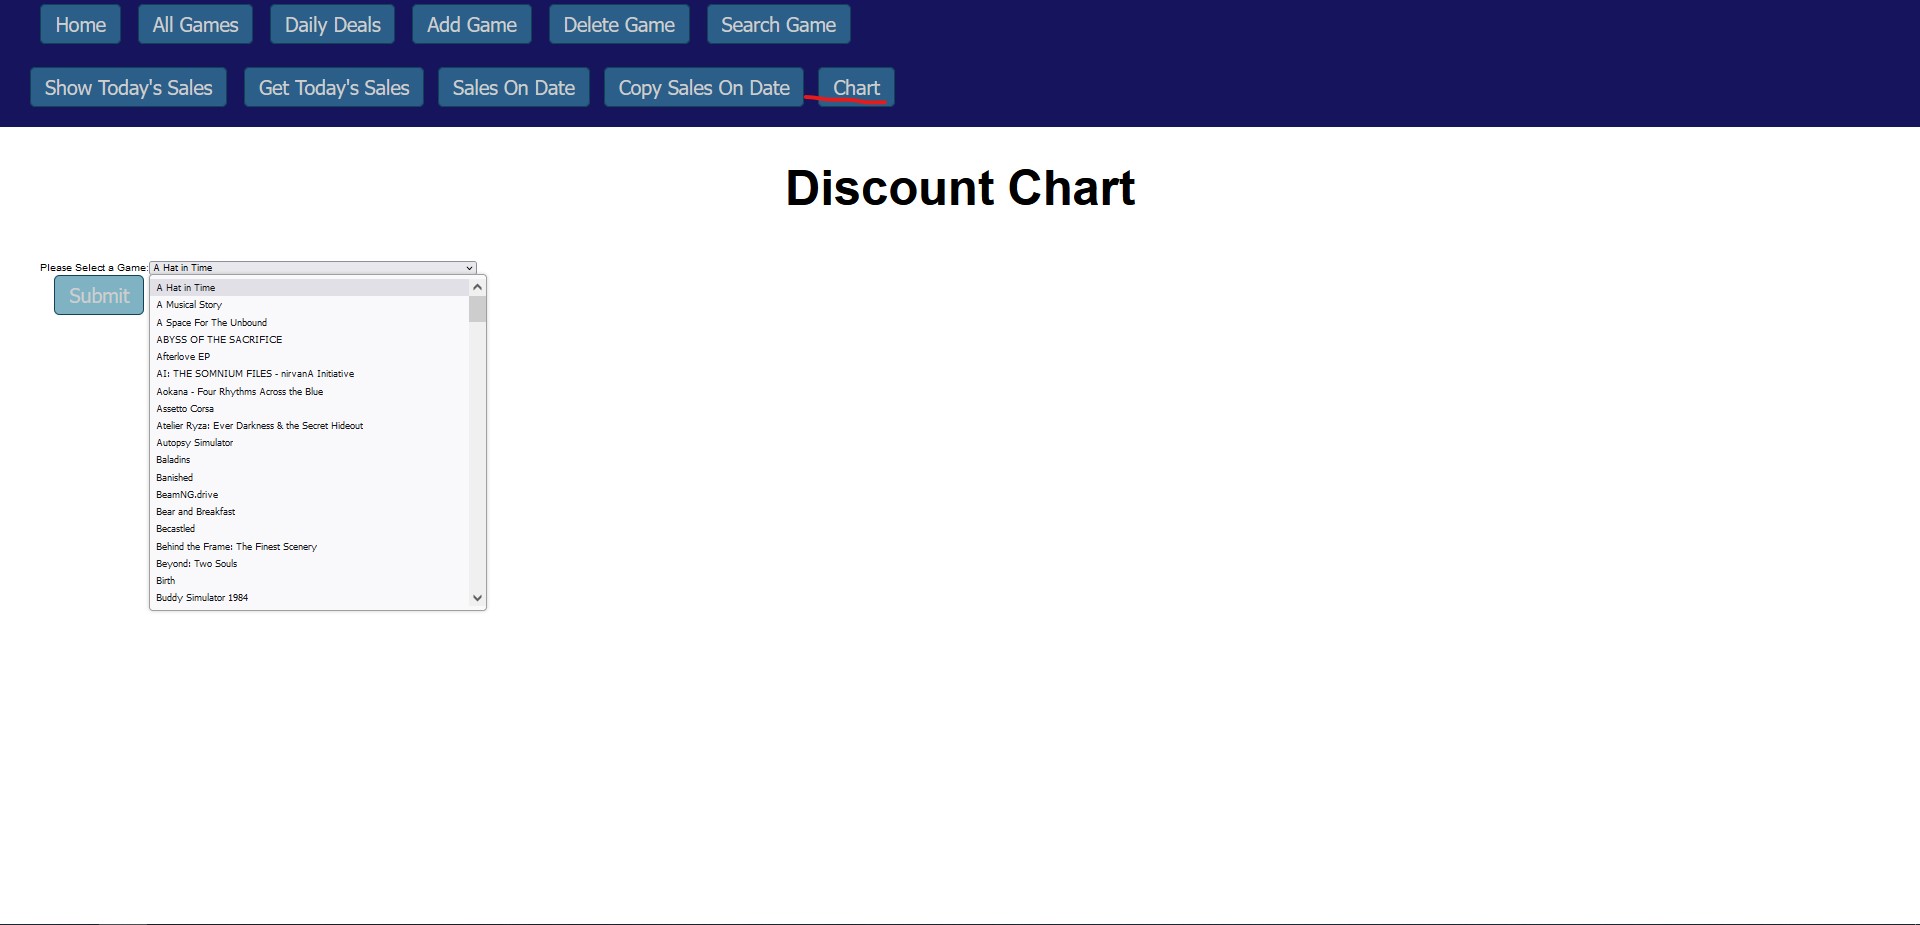 Home All Games Daily Deals Add Game Delete Game Search Game
Show Today's Sales Get Today's Sales Sales On Date Copy Sales On Date Chart
Discount Chart
Please Select a Game: A Hat in Time
Submit
A Hat in Time
A Musical Story
A Space For The Unbound
ABYSS OF THE SACRIFICE
Afterlove EP
AI: THE SOMNIUM FILES - nirvanA Initiative
Aokana - Four Rhythms Across the Blue
Assetto Corsa
Atelier Ryza: Ever Darkness & the Secret Hideout
Autopsy Simulator
Baladins
Banished
BeamNG.drive
Bear and Breakfast
Becastled
Behind the Frame: The Finest Scenery
Beyond: Two Souls
Birth
Buddy Simulator 1984